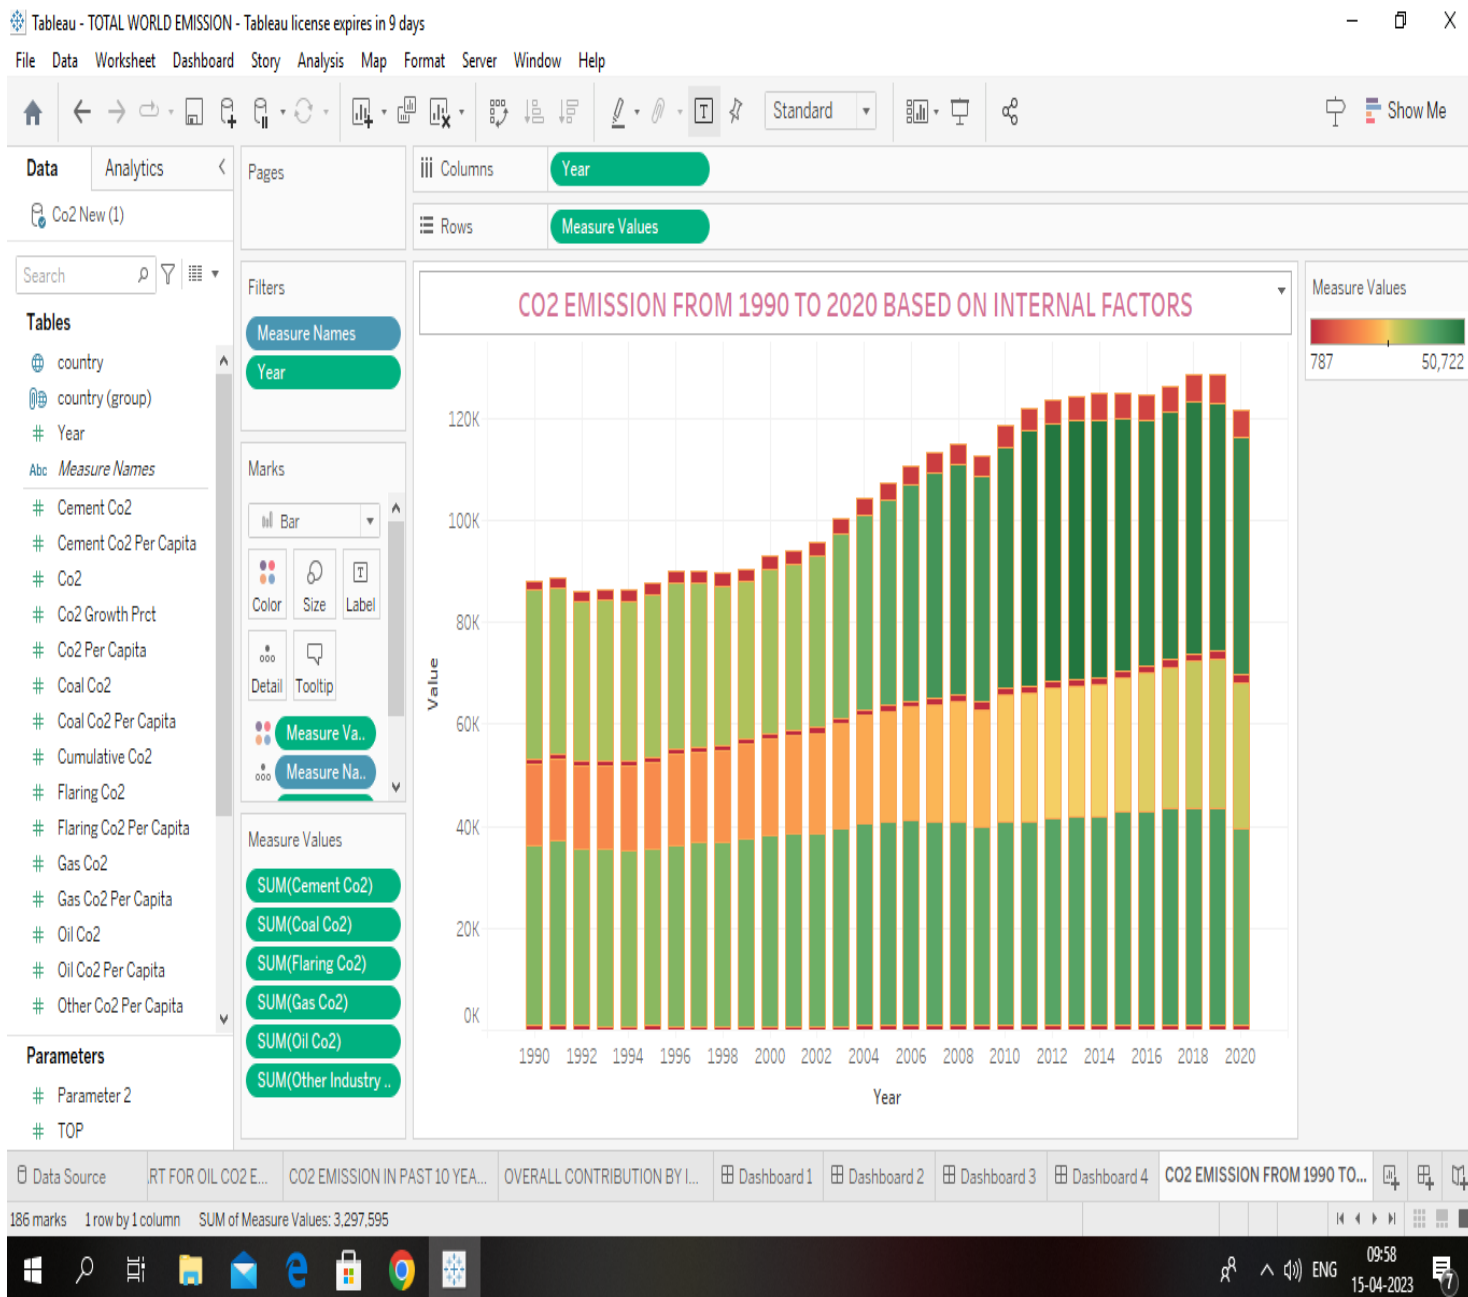 Tableau - TOTAL WORLD EMISSION - Tableau license expires in 9 days
File Data Worksheet Dashboard Story Analysis Map Format Server Window Help
Standard
Show Me
Data Analytics
Co2 New (1)
Search
Tables
country
country (group)
Year
Abc Measure Names
Cement Co2
Cement Co2 Per Capita
Co2
Co2 Growth Prct
Co2 Per Capita
Coal Co2
Coal Co2 Per Capita
Cumulative Co2
Flaring Co2
Flaring Co2 Per Capita
Gas Co2
Gas Co2 Per Capita
Oil Co2
Oil Co2 Per Capita
Other Co2 Per Capita
Parameters
Parameter 2
TOP
Pages
Filters
Measure Names
Year
Marks
Bar
Color Size Label
Detail Tooltip
Measure Va..
Measure Na..
Measure Values
SUM(Cement Co2)
SUM(Coal Co2)
SUM(Flaring Co2)
SUM(Gas Co2)
SUM(Oil Co2)
SUM(Other Industry ..
Columns Year
Rows Measure Values
CO2 EMISSION FROM 1990 TO 2020 BASED ON INTERNAL FACTORS
120K
100K
80K
60K
40K
20K
0K
Value
1990 1992 1994 1996 1998 2000 2002 2004 2006 2008 2010 2012 2014 2016 2018 2020
Year
Measure Values
787 50,722
Data Source RT FOR OIL CO2 E... CO2 EMISSION IN PAST 10 YEA... OVERALL CONTRIBUTION BY I... Dashboard 1 Dashboard 2 Dashboard 3 Dashboard 4 CO2 EMISSION FROM 1990 TO...
186 marks 1 row by 1 column SUM of Measure Values: 3,297,595
ENG
09:58
15-04-2023
7